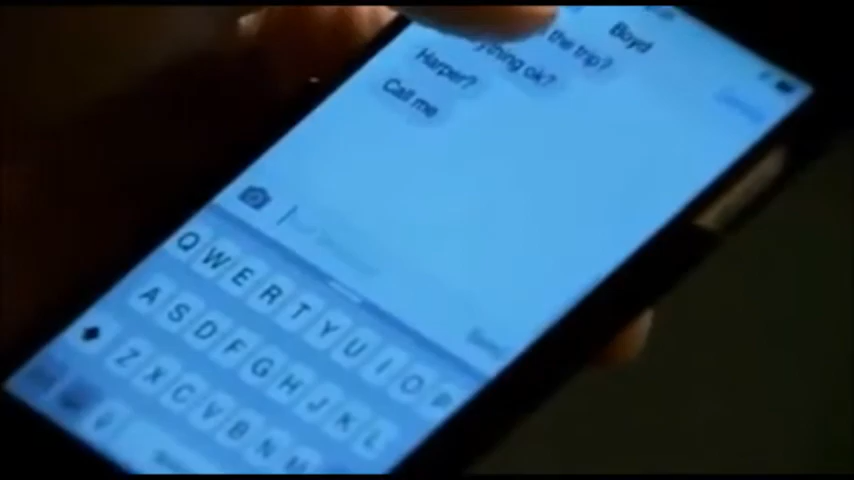 Boyd
the trip?
ything ok?
Harper?
Call me
Q W E R T Y U I O P
A S D F G H J K L
Z X C V B N M